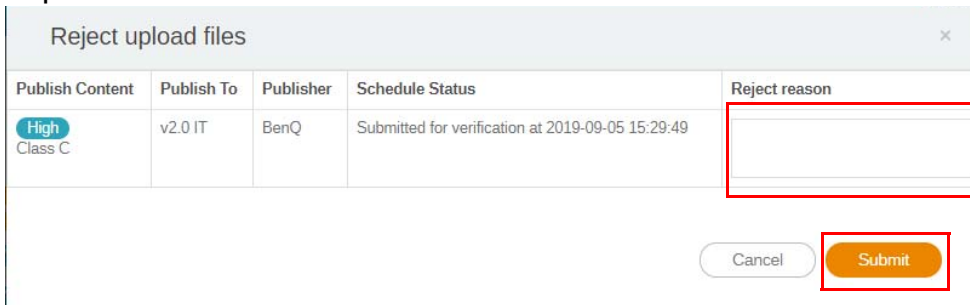 Reject upload files
×
Publish Content Publish To Publisher Schedule Status Reject reason
High v2.0 IT BenQ Submitted for verification at 2019-09-05 15:29:49
Class C
Cancel Submit